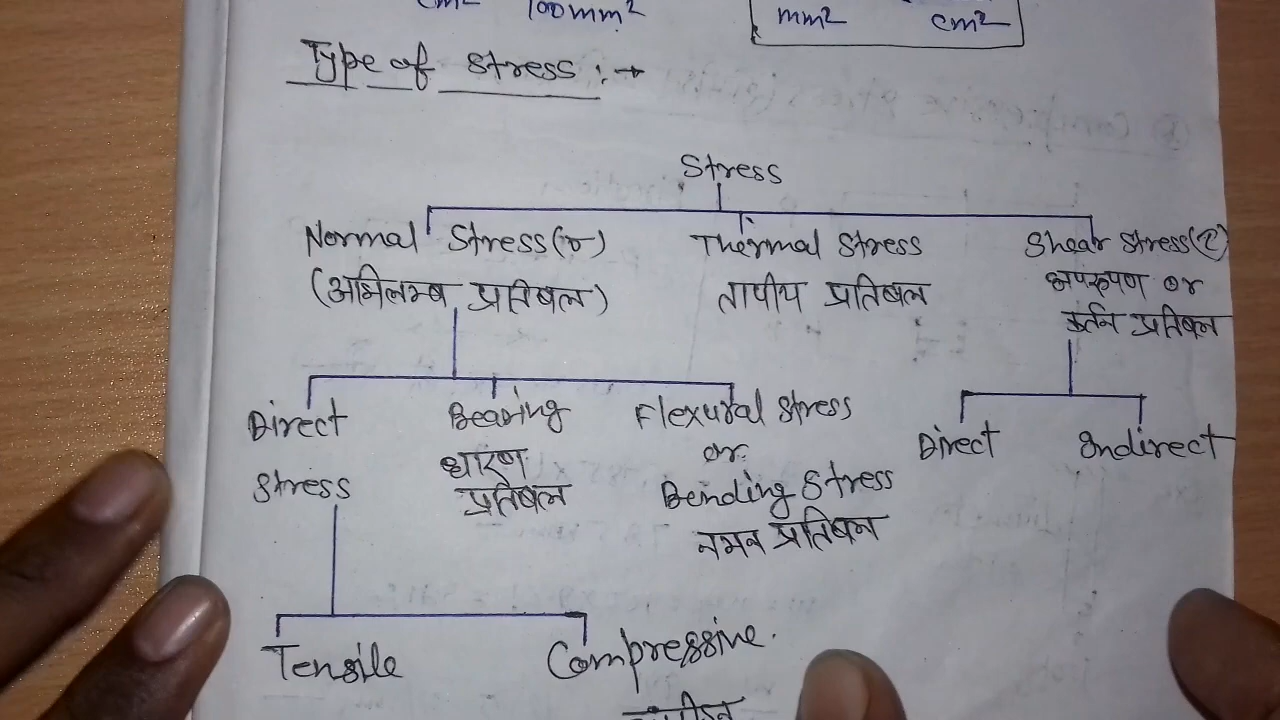 cm² 100mm²
mm² cm²
Type of stress :→
Stress
Normal Stress(σ) Thermal Stress Shear Stress(τ)
(अभिलम्ब प्रतिबल) तापीय प्रतिबल अपरूपण or
कर्तन प्रतिबल
Direct Bearing Flexural Stress
Stress धारण or
प्रतिबल Bending Stress
नमन प्रतिबल
Direct Indirect
Tensile Compressive.